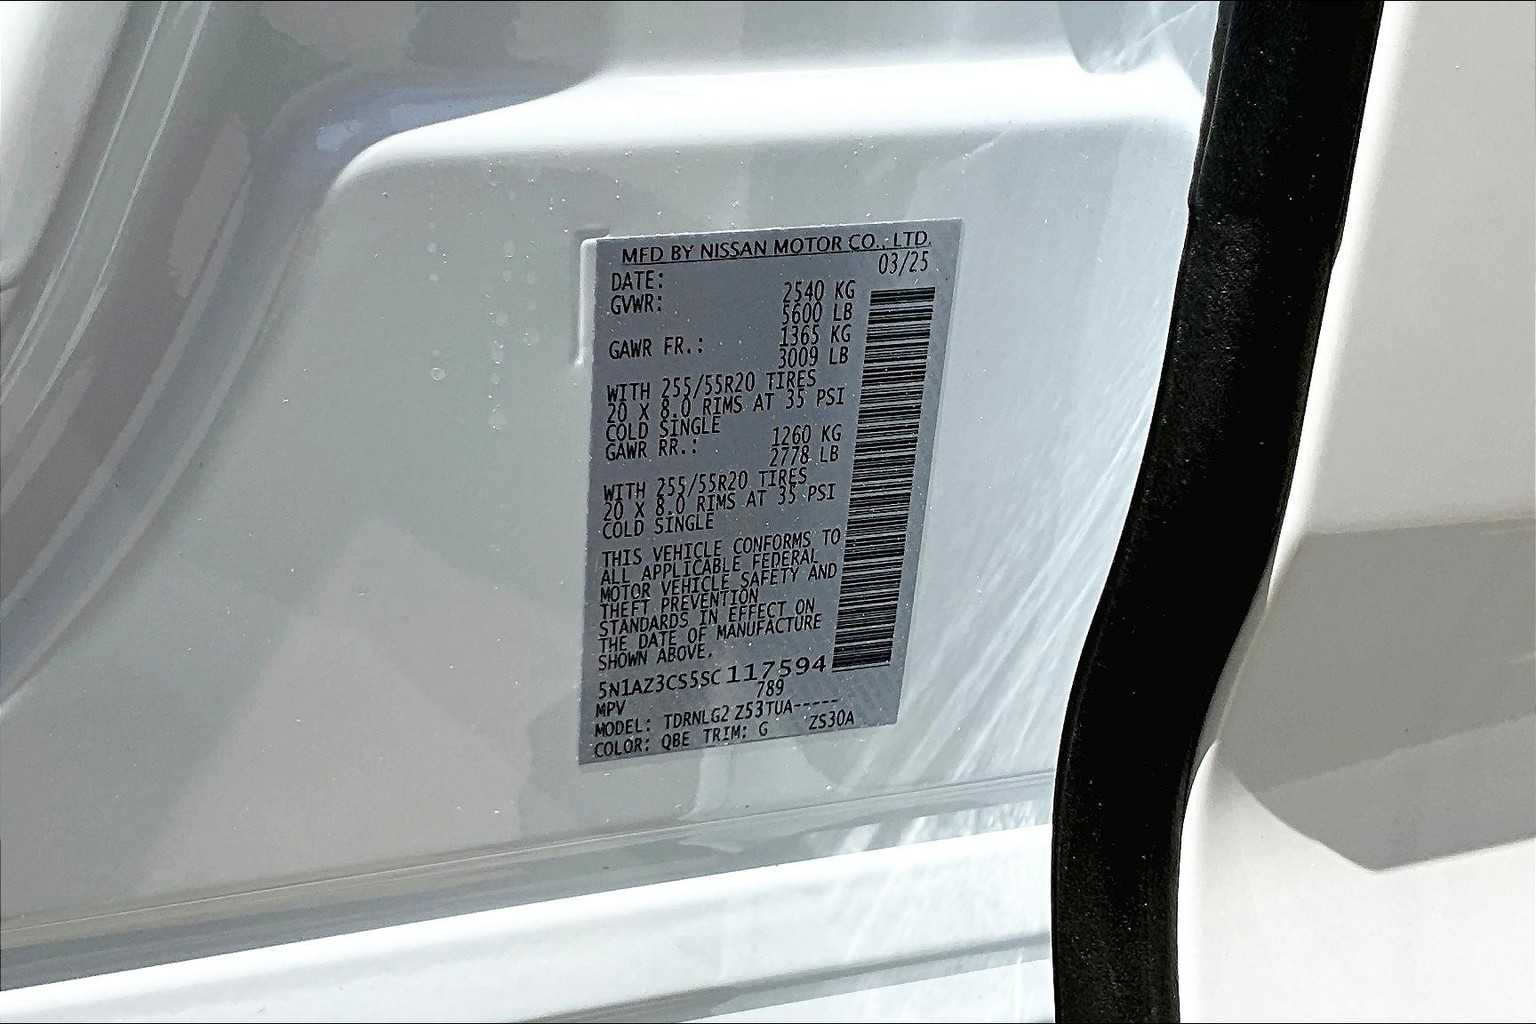 MFD BY NISSAN MOTOR CO., LTD.
DATE: 03/25
GVWR: 2540 KG
5600 LB
GAWR FR.: 1365 KG
3009 LB
WITH 255/55R20 TIRES
20 X 8.0 RIMS AT 35 PSI
COLD SINGLE
GAWR RR.: 1260 KG
2778 LB
WITH 255/55R20 TIRES
20 X 8.0 RIMS AT 35 PSI
COLD SINGLE
THIS VEHICLE CONFORMS TO
ALL APPLICABLE FEDERAL
MOTOR VEHICLE SAFETY AND
THEFT PREVENTION
STANDARDS IN EFFECT ON
THE DATE OF MANUFACTURE
SHOWN ABOVE.
5N1AZ3CS5SC117594
MPV 789
MODEL: TDRNLG2 Z53TUA-----
COLOR: QBE TRIM: G ZS30A